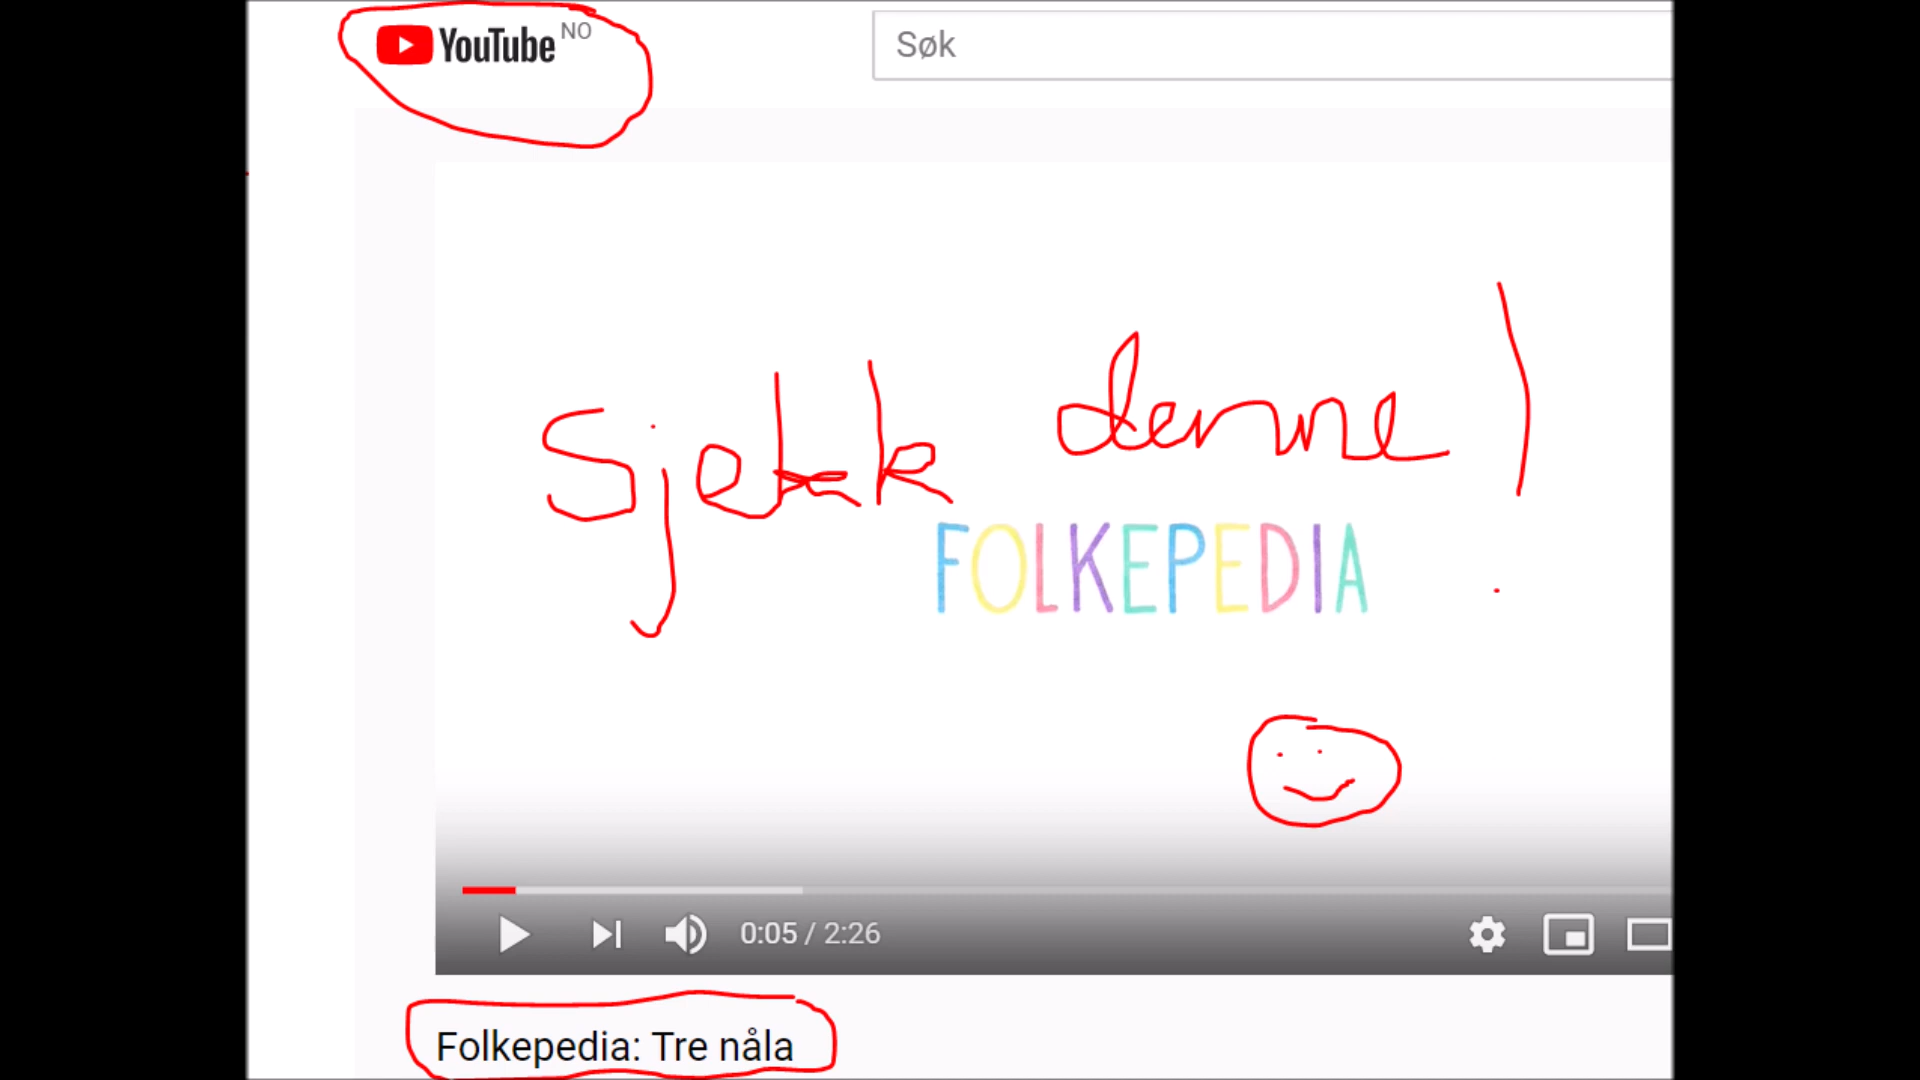 YouTube NO
Søk
Sjekk denne!
FOLKEPEDIA
0:05 / 2:26
Folkepedia: Tre nåla